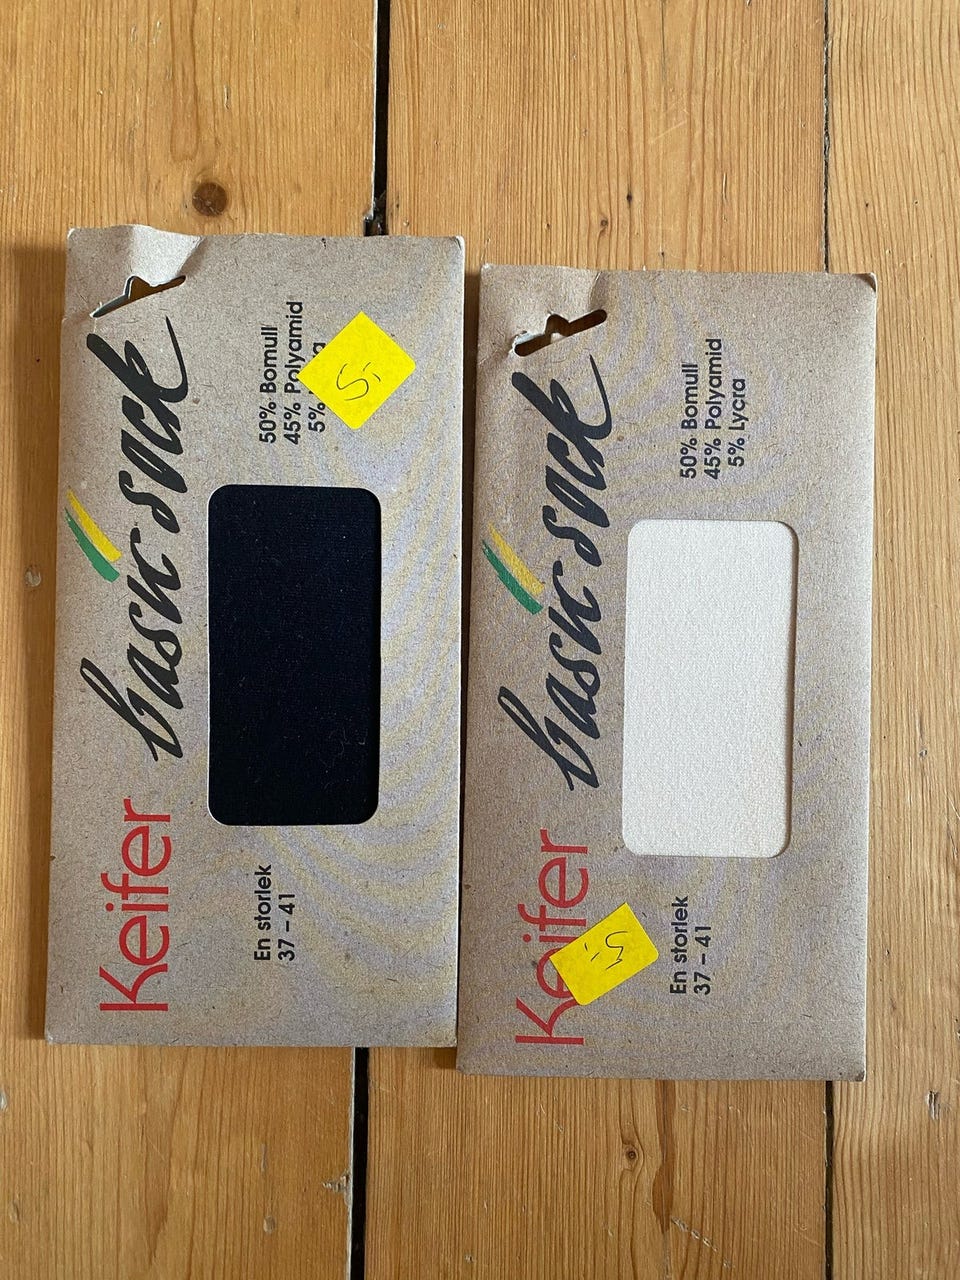 Keifer
basic sock
En storlek
37 – 41
50% Bomull
45% Polyamid
5%
5,-
Keifer
basic sock
En storlek
37 – 41
50% Bomull
45% Polyamid
5% Lycra
5,-